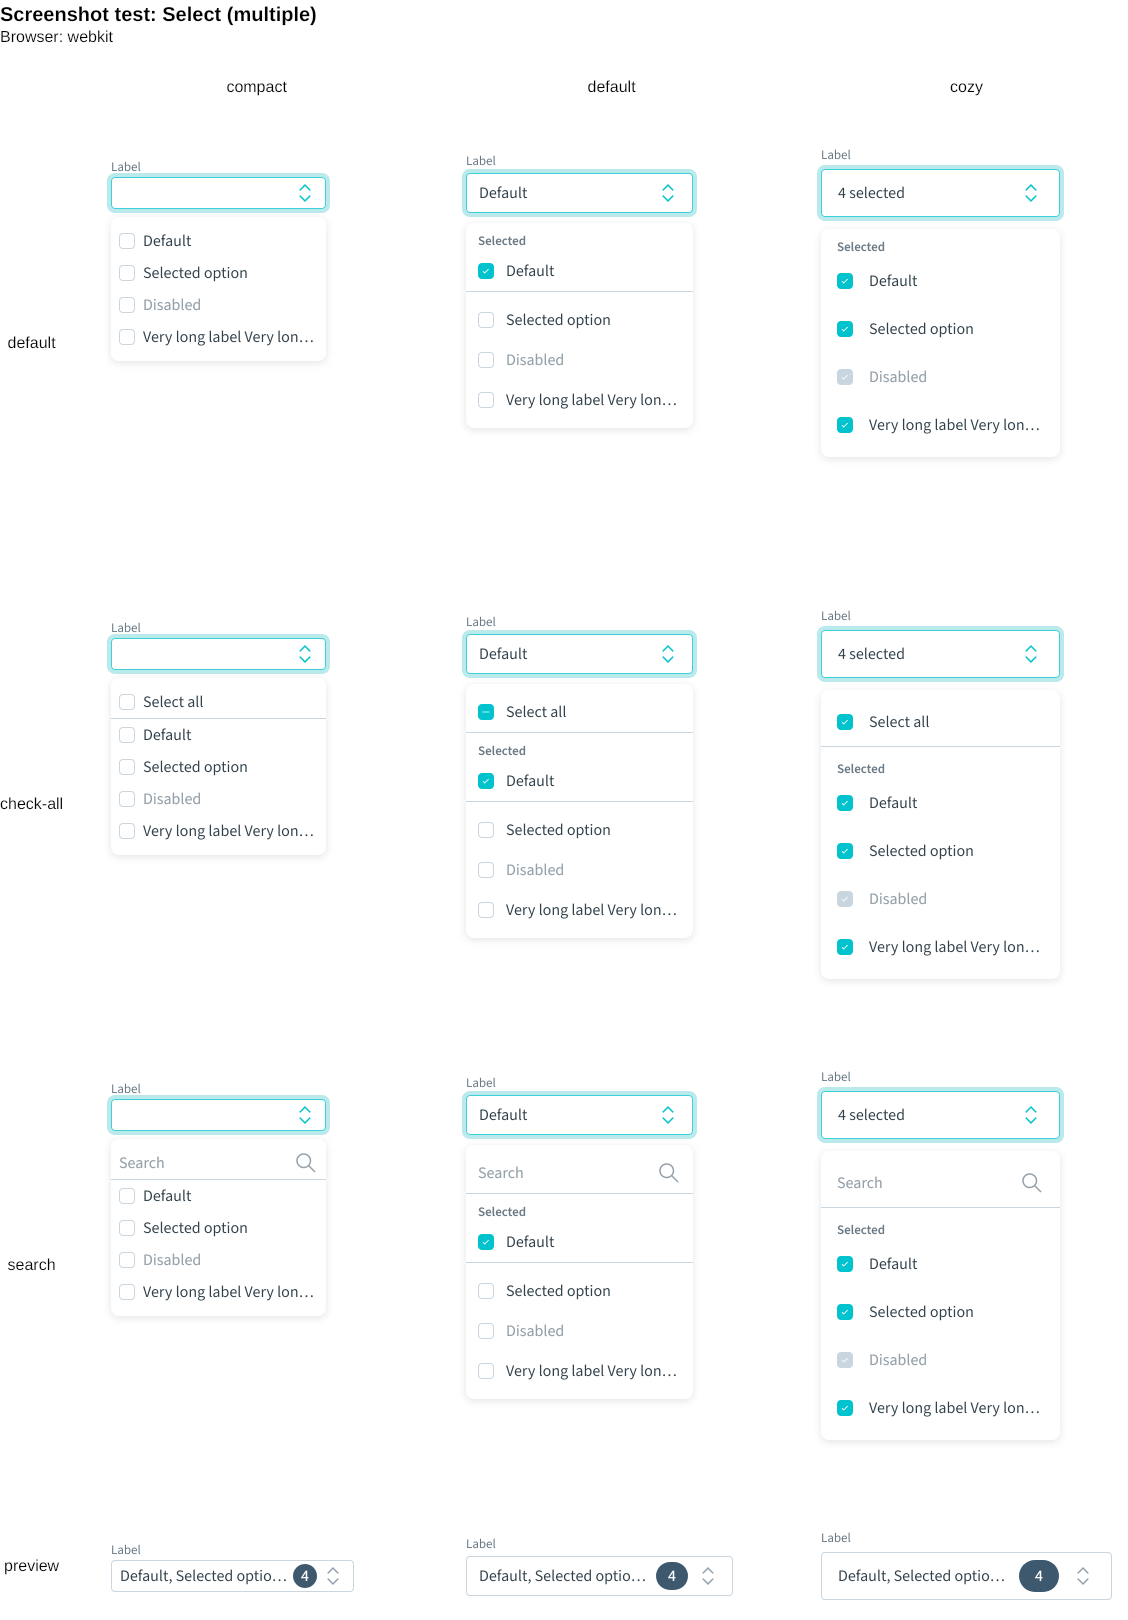 Screenshot test: Select (multiple)
Browser: webkit
compact default cozy
default
Label
Default
Selected option
Disabled
Very long label Very lon…
Label
Default
Selected
Default
Selected option
Disabled
Very long label Very lon…
Label
4 selected
Selected
Default
Selected option
Disabled
Very long label Very lon…
check-all
Label
Select all
Default
Selected option
Disabled
Very long label Very lon…
Label
Default
Select all
Selected
Default
Selected option
Disabled
Very long label Very lon…
Label
4 selected
Select all
Selected
Default
Selected option
Disabled
Very long label Very lon…
search
Label
Search
Default
Selected option
Disabled
Very long label Very lon…
Label
Default
Search
Selected
Default
Selected option
Disabled
Very long label Very lon…
Label
4 selected
Search
Selected
Default
Selected option
Disabled
Very long label Very lon…
preview
Label
Default, Selected optio… 4
Label
Default, Selected optio… 4
Label
Default, Selected optio… 4